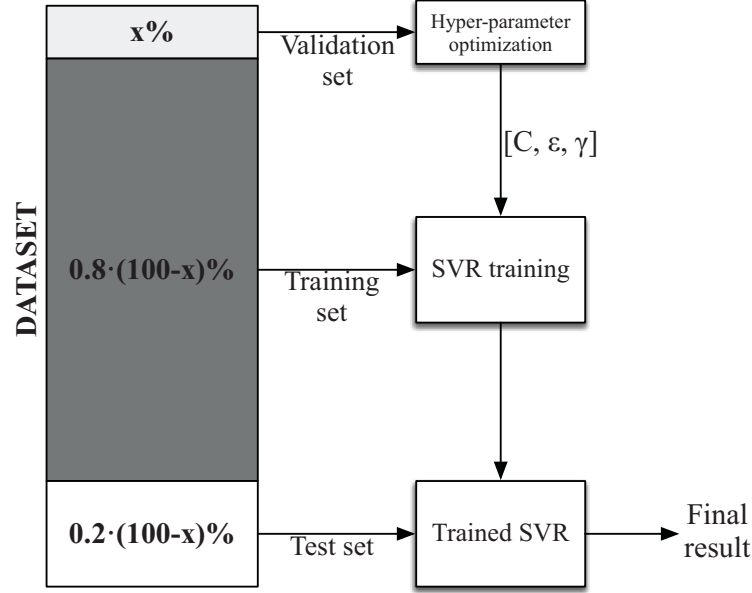 x%
Validation
set
Hyper-parameter
optimization
[C, ε, γ]
DATASET
0.8·(100-x)%
Training
set
SVR training
0.2·(100-x)%
Test set
Trained SVR
Final
result